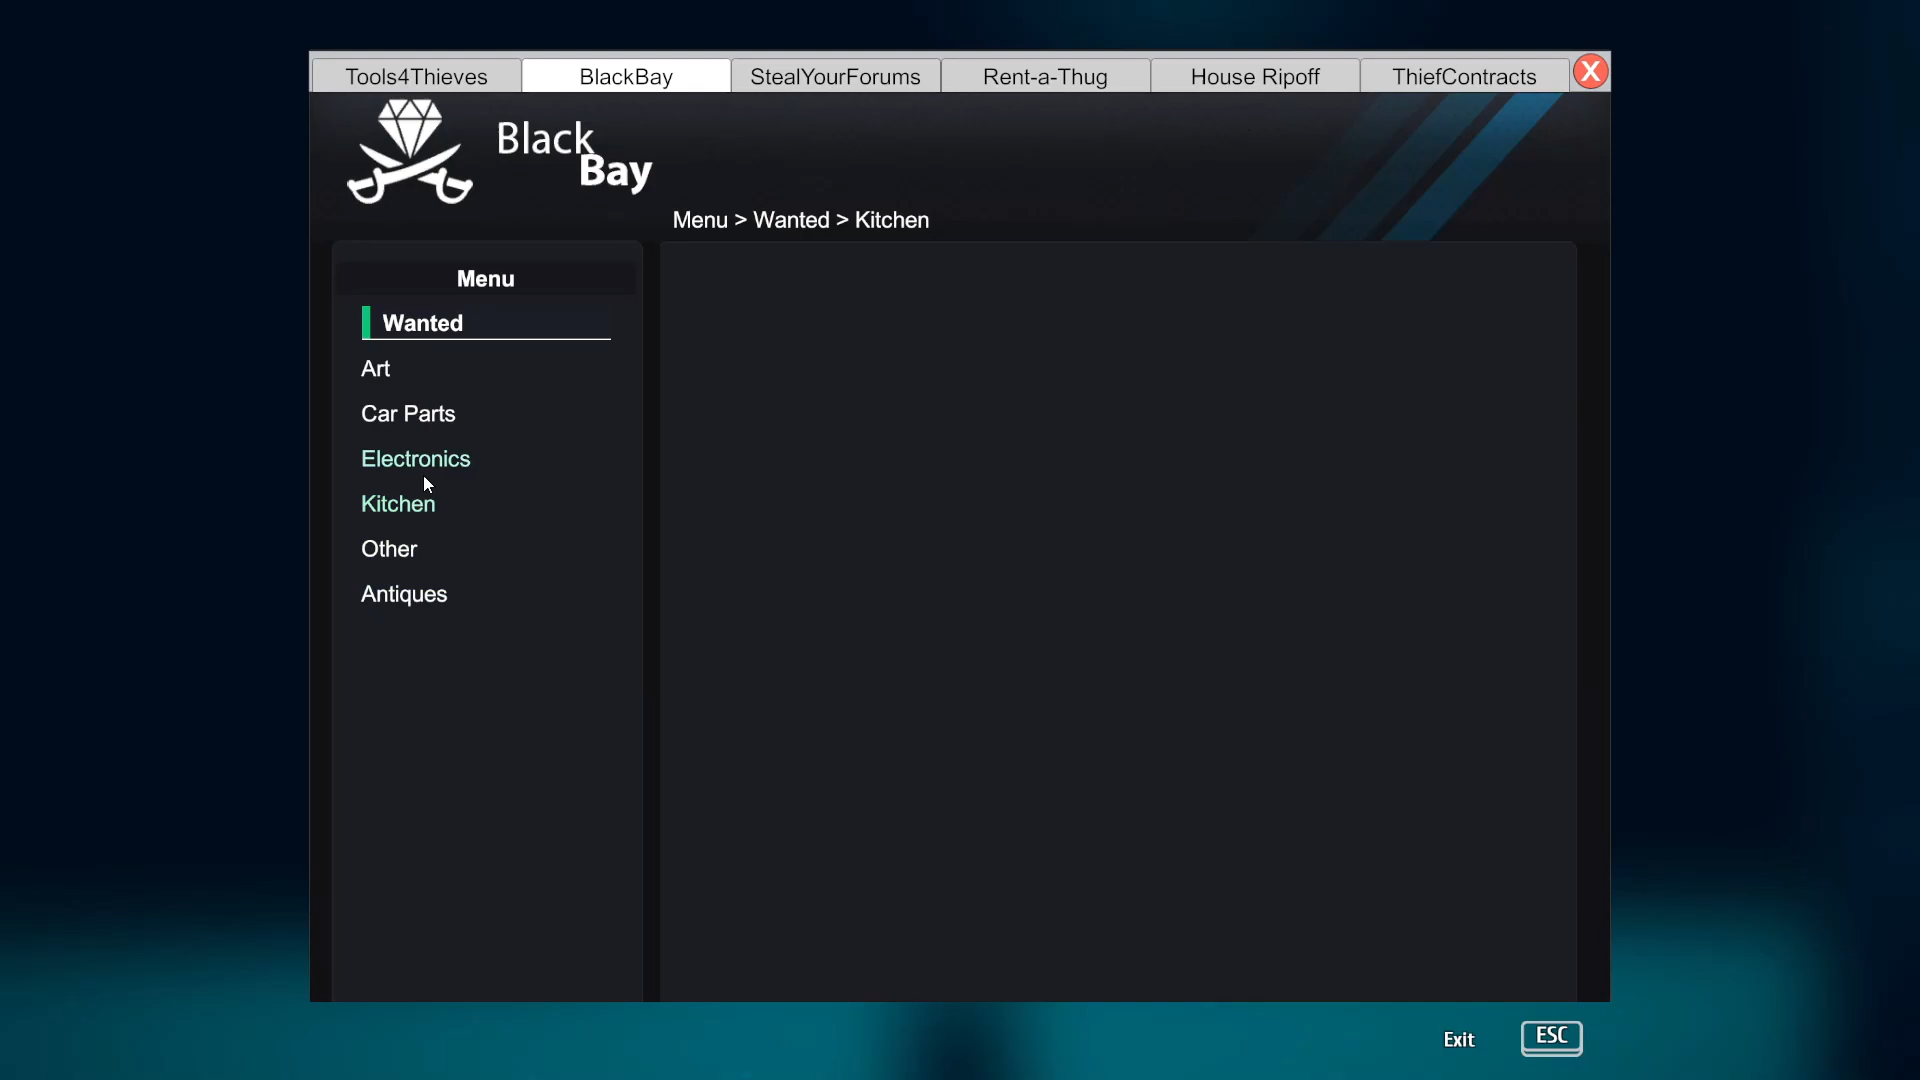 Tools4Thieves
BlackBay
StealYourForums
Rent-a-Thug
House Ripoff
ThiefContracts
X
Black
Bay
Menu > Wanted > Kitchen
Menu
Wanted
Art
Car Parts
Electronics
Kitchen
Other
Antiques
Exit
ESC